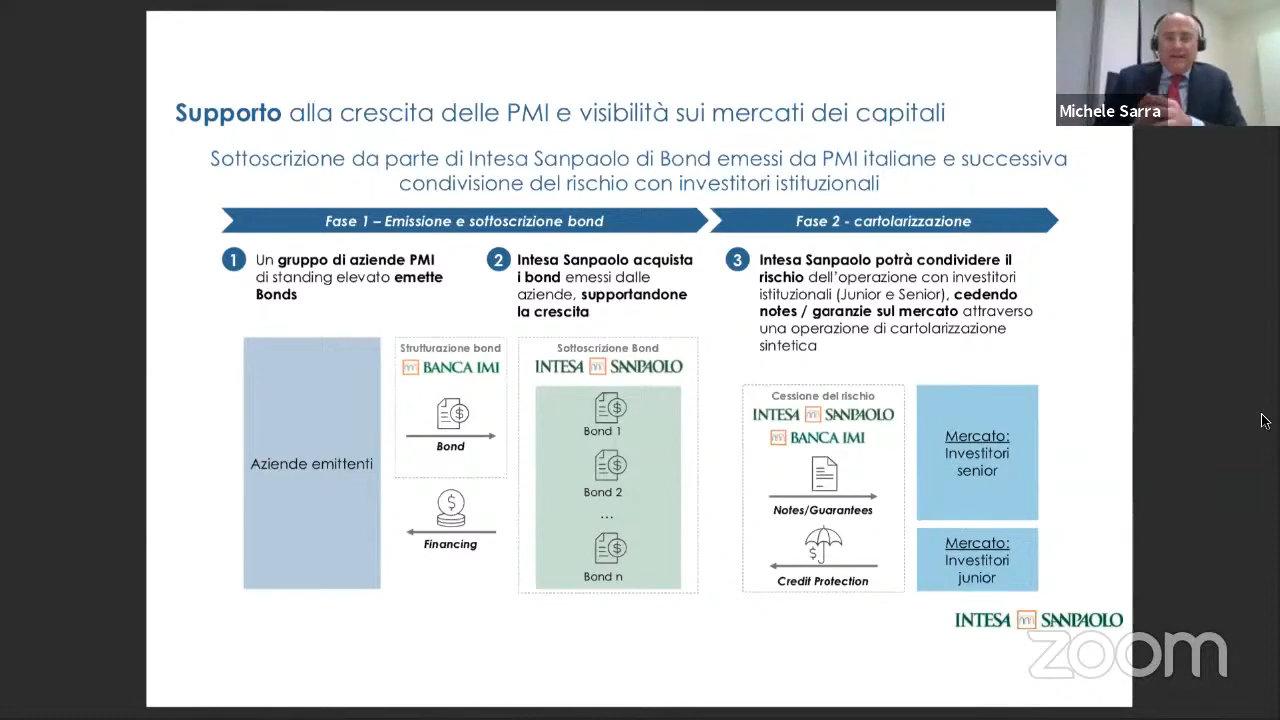 Michele Sarra
Supporto alla crescita delle PMI e visibilità sui mercati dei capitali
Sottoscrizione da parte di Intesa Sanpaolo di Bond emessi da PMI italiane e successiva
condivisione del rischio con investitori istituzionali
Fase 1 – Emissione e sottoscrizione bond
Fase 2 - cartolarizzazione
1
Un gruppo di aziende PMI
di standing elevato emette
Bonds
2
Intesa Sanpaolo acquista
i bond emessi dalle
aziende, supportandone
la crescita
3
Intesa Sanpaolo potrà condividere il
rischio dell'operazione con investitori
istituzionali (Junior e Senior), cedendo
notes / garanzie sul mercato attraverso
una operazione di cartolarizzazione
sintetica
Aziende emittenti
Strutturazione bond
BANCA IMI
Bond
Financing
Sottoscrizione Bond
INTESA SANPAOLO
Bond 1
Bond 2
...
Bond n
Cessione del rischio
INTESA SANPAOLO
BANCA IMI
Notes/Guarantees
Credit Protection
Mercato:
Investitori
senior
Mercato:
Investitori
junior
INTESA SANPAOLO
zoom